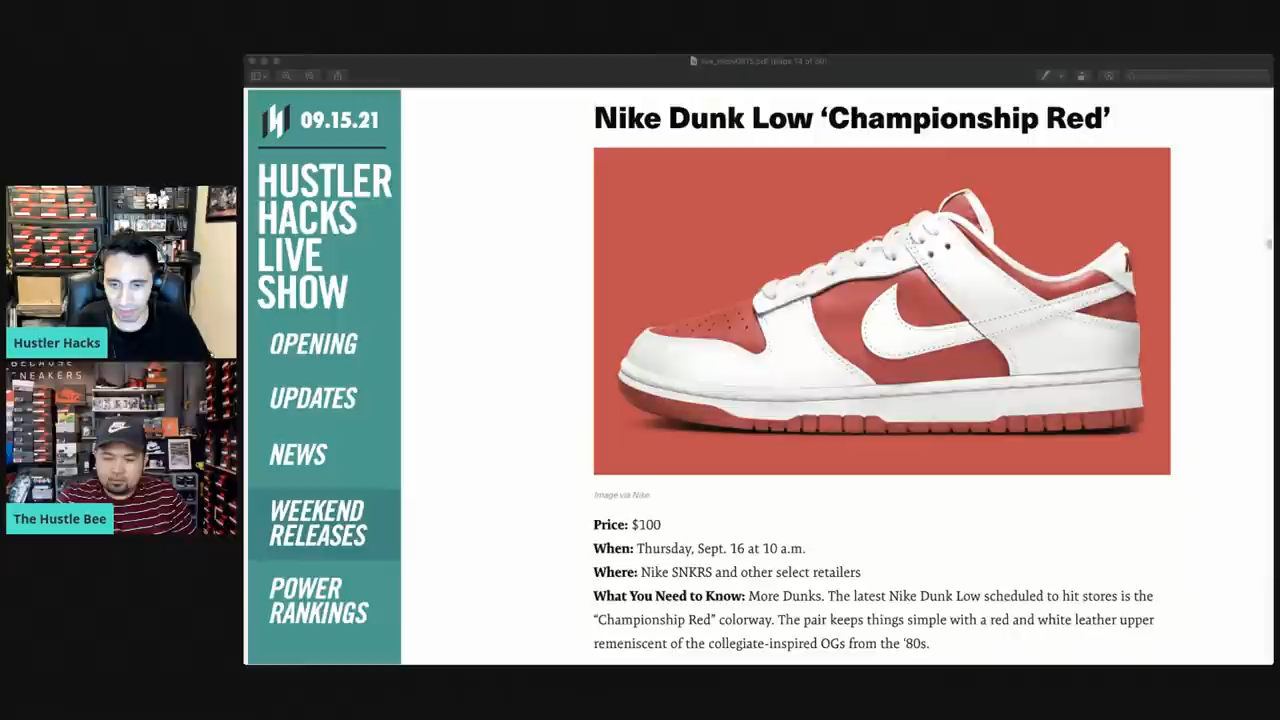 09.15.21
HUSTLER
HACKS
LIVE
SHOW
OPENING
UPDATES
NEWS
WEEKEND
RELEASES
POWER
RANKINGS
Hustler Hacks
BECAUSE
SNEAKERS
The Hustle Bee
Nike Dunk Low ‘Championship Red’
Image via Nike
Price: $100
When: Thursday, Sept. 16 at 10 a.m.
Where: Nike SNKRS and other select retailers
What You Need to Know: More Dunks. The latest Nike Dunk Low scheduled to hit stores is the
“Championship Red” colorway. The pair keeps things simple with a red and white leather upper
remeniscent of the collegiate-inspired OGs from the ‘80s.